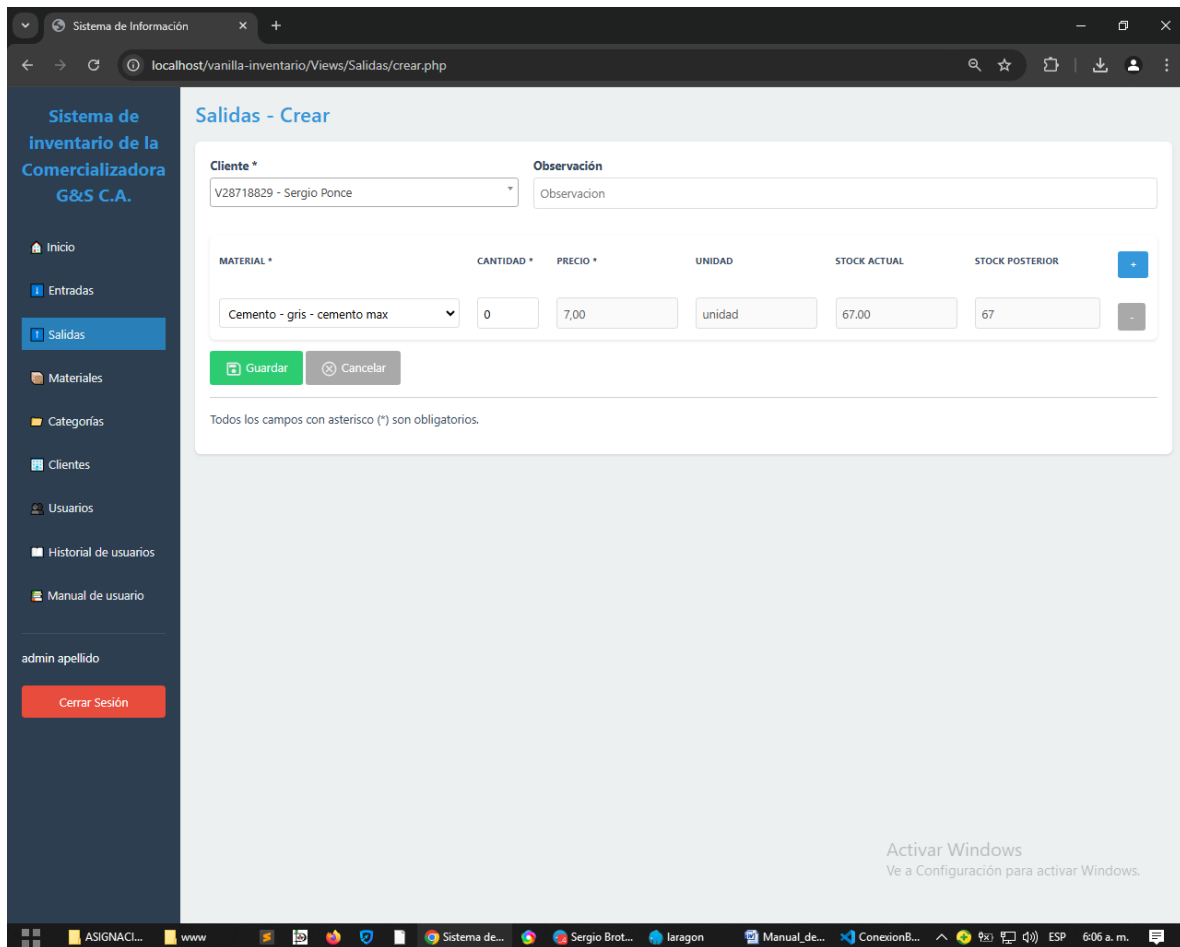 Sistema de Información
localhost/vanilla-inventario/Views/Salidas/crear.php
Sistema de
inventario de la
Comercializadora
G&S C.A.
Inicio
Entradas
Salidas
Materiales
Categorías
Clientes
Usuarios
Historial de usuarios
Manual de usuario
admin apellido
Cerrar Sesión
Salidas - Crear
Cliente * Observación
V28718829 - Sergio Ponce Observacion
MATERIAL * CANTIDAD * PRECIO * UNIDAD STOCK ACTUAL STOCK POSTERIOR +
Cemento - gris - cemento max 0 7,00 unidad 67.00 67 -
Guardar Cancelar
Todos los campos con asterisco (*) son obligatorios.
Activar Windows
Ve a Configuración para activar Windows.
ASIGNACI... www Sistema de... Sergio Brot... laragon Manual_de... ConexionB... ESP 6:06 a. m.